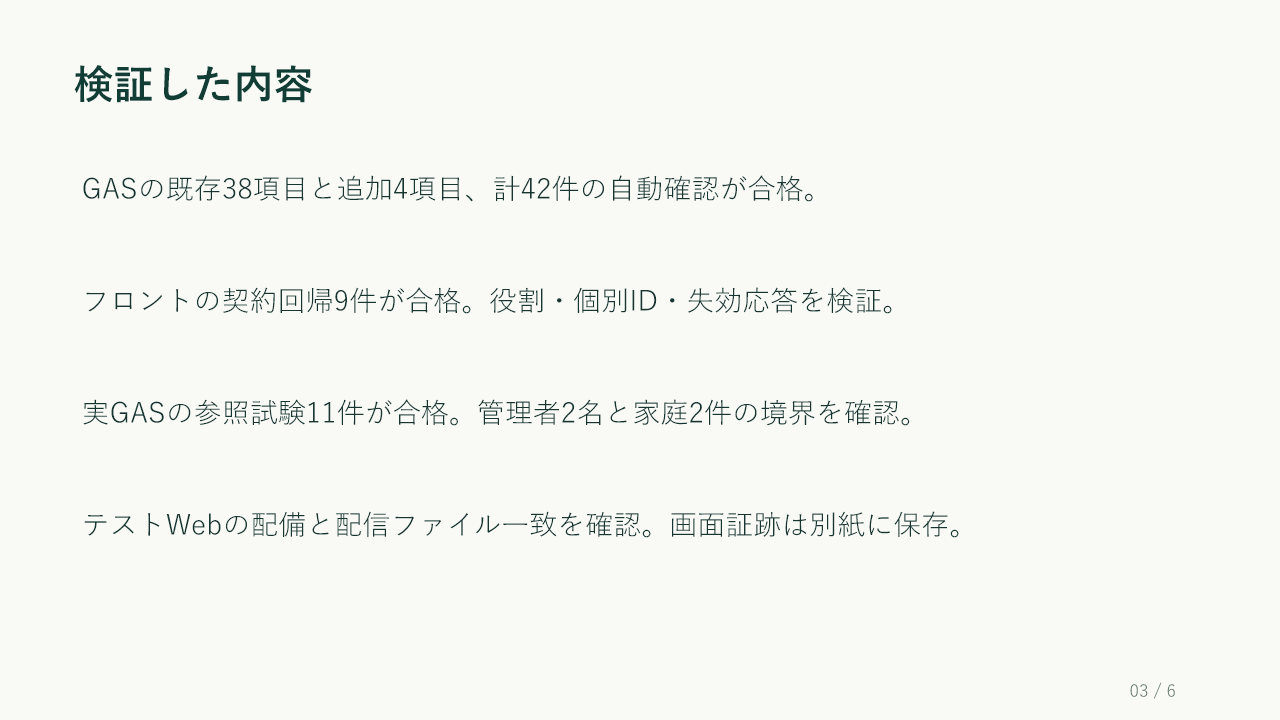 検証した内容
GASの既存38項目と追加4項目、計42件の自動確認が合格。
フロントの契約回帰9件が合格。役割・個別ID・失効応答を検証。
実GASの参照試験11件が合格。管理者2名と家庭2件の境界を確認。
テストWebの配備と配信ファイル一致を確認。画面証跡は別紙に保存。
03 / 6